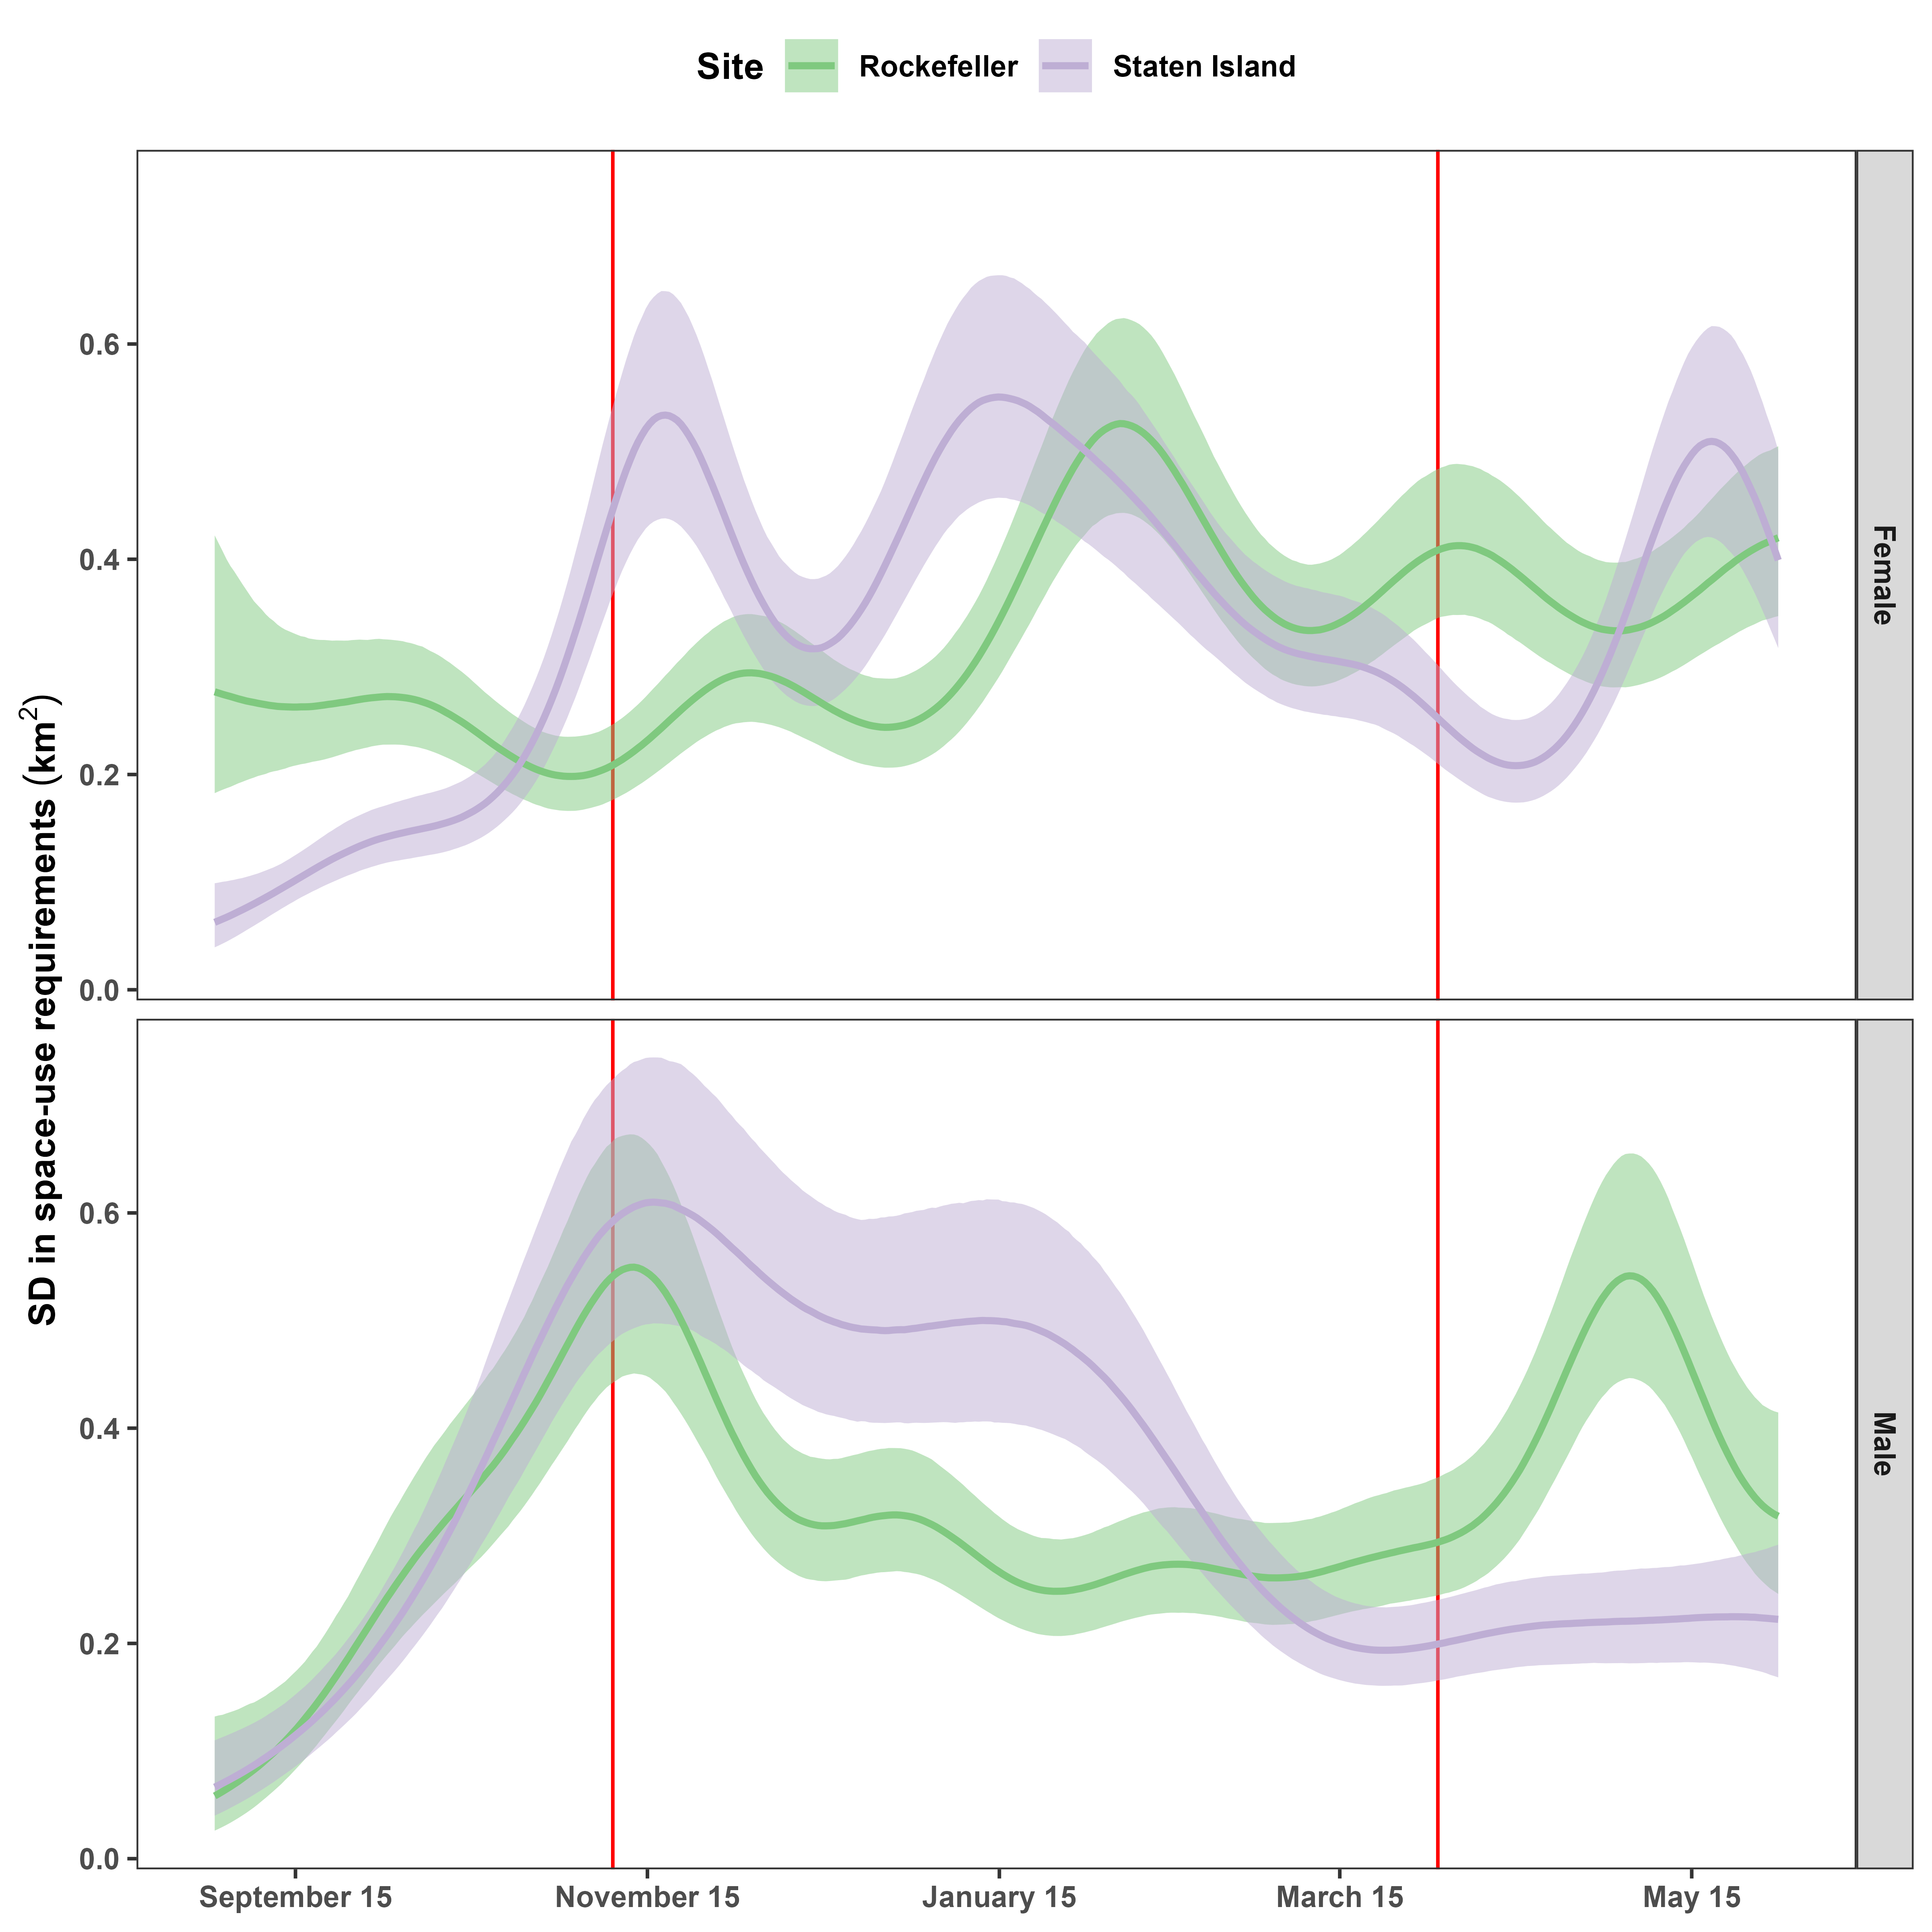 Site Rockefeller Staten Island
SD in space-use requirements (km²)
0.6
0.4
0.2
0.0
Female
0.6
0.4
0.2
0.0
Male
September 15 November 15 January 15 March 15 May 15